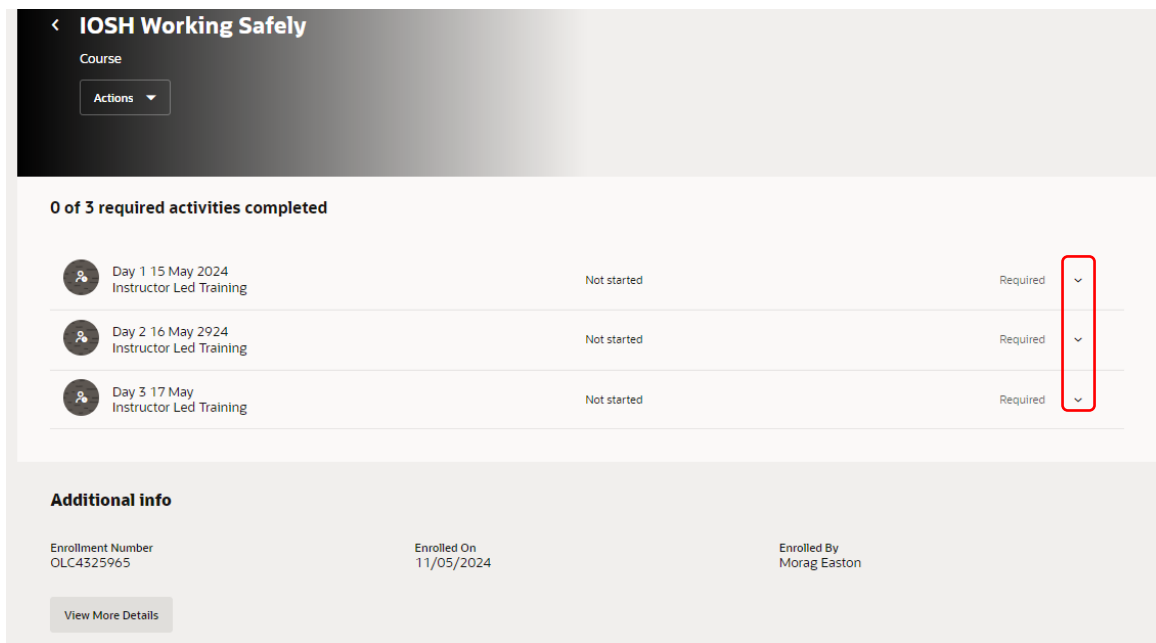 IOSH Working Safely
Course
Actions
0 of 3 required activities completed
Day 1 15 May 2024
Instructor Led Training
Not started
Required
Day 2 16 May 2924
Instructor Led Training
Not started
Required
Day 3 17 May
Instructor Led Training
Not started
Required
Additional info
Enrollment Number
OLC4325965
Enrolled On
11/05/2024
Enrolled By
Morag Easton
View More Details